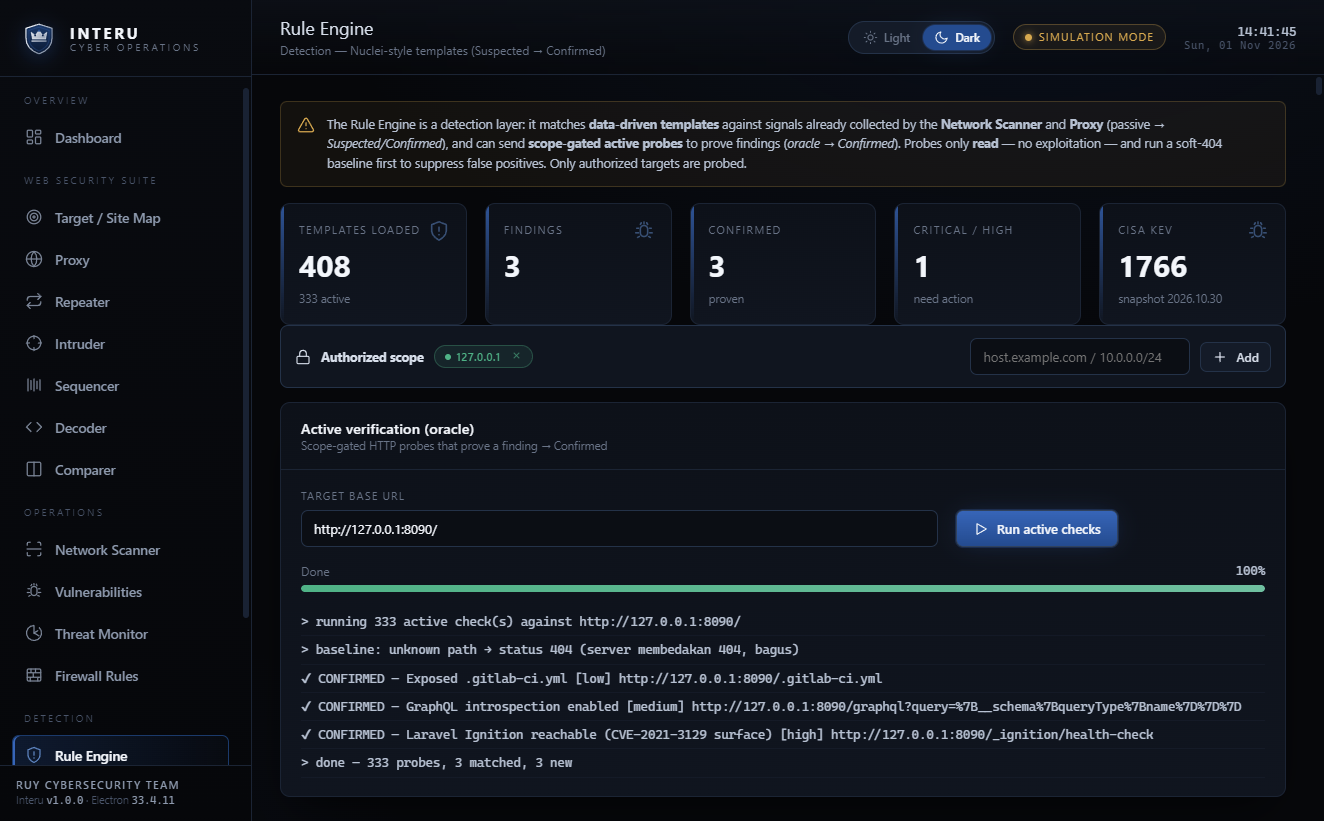 INTERU
CYBER OPERATIONS
OVERVIEW
Dashboard
WEB SECURITY SUITE
Target / Site Map
Proxy
Repeater
Intruder
Sequencer
Decoder
Comparer
OPERATIONS
Network Scanner
Vulnerabilities
Threat Monitor
Firewall Rules
DETECTION
Rule Engine
RUY CYBERSECURITY TEAM
Interu v1.0.0 · Electron 33.4.11
Rule Engine
Detection — Nuclei-style templates (Suspected → Confirmed)
Light
Dark
SIMULATION MODE
14:41:45
Sun, 01 Nov 2026
The Rule Engine is a detection layer: it matches data-driven templates against signals already collected by the Network Scanner and Proxy (passive →
Suspected/Confirmed), and can send scope-gated active probes to prove findings (oracle → Confirmed). Probes only read — no exploitation — and run a soft-404
baseline first to suppress false positives. Only authorized targets are probed.
TEMPLATES LOADED
408
333 active
FINDINGS
3
CONFIRMED
3
proven
CRITICAL / HIGH
1
need action
CISA KEV
1766
snapshot 2026.10.30
Authorized scope
127.0.0.1 ×
host.example.com / 10.0.0.0/24
+ Add
Active verification (oracle)
Scope-gated HTTP probes that prove a finding → Confirmed
TARGET BASE URL
http://127.0.0.1:8090/
Run active checks
Done
100%
> running 333 active check(s) against http://127.0.0.1:8090/
> baseline: unknown path → status 404 (server membedakan 404, bagus)
✓ CONFIRMED — Exposed .gitlab-ci.yml [low] http://127.0.0.1:8090/.gitlab-ci.yml
✓ CONFIRMED — GraphQL introspection enabled [medium] http://127.0.0.1:8090/graphql?query=%7B__schema%7BqueryType%7Bname%7D%7D%7D
✓ CONFIRMED — Laravel Ignition reachable (CVE-2021-3129 surface) [high] http://127.0.0.1:8090/_ignition/health-check
> done — 333 probes, 3 matched, 3 new